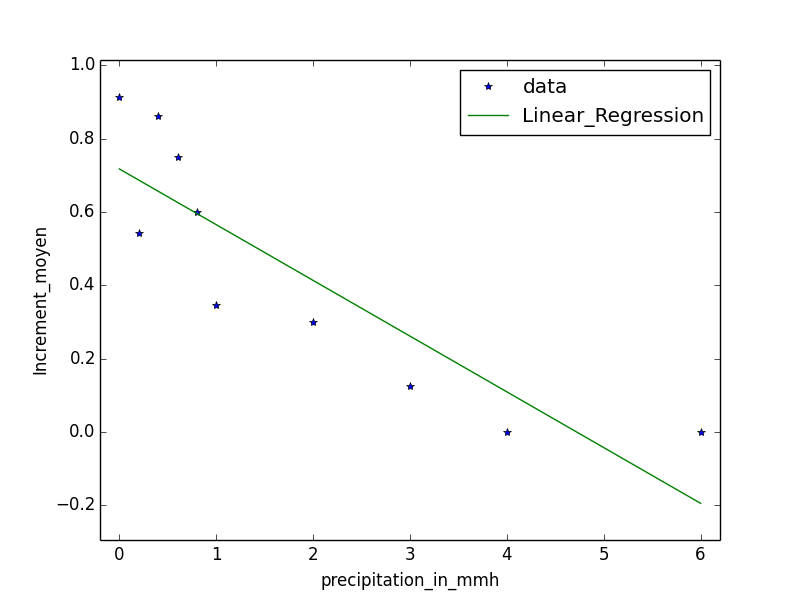 data
Linear_Regression
1.0
0.8
0.6
0.4
0.2
0.0
−0.2
Increment_moyen
0 1 2 3 4 5 6
precipitation_in_mmh